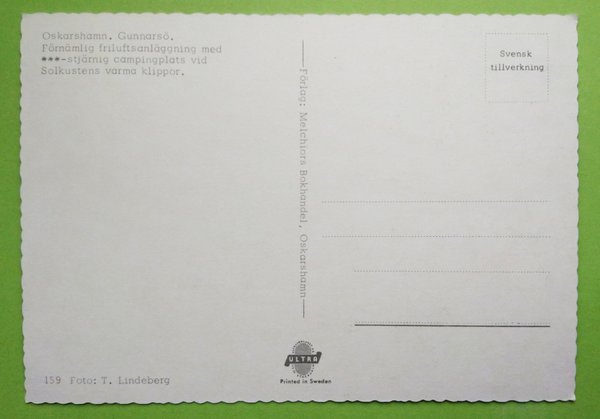 Oskarshamn. Gunnarsö.
Förnämlig friluftsanläggning med
***-stjärnig campingplats vid
Solkustens varma klippor.
Svensk
tillverkning
Förlag: Melchiors Bokhandel, Oskarshamn
ULTRA
Printed in Sweden
159 Foto: T. Lindeberg